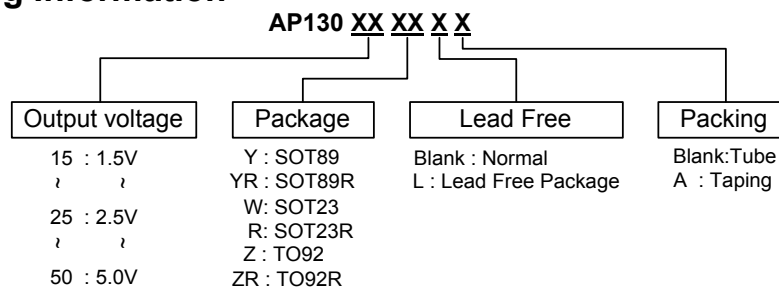 g Information
AP130 XX XX X X
Output voltage
15 : 1.5V
≀ ≀
25 : 2.5V
≀ ≀
50 : 5.0V
Package
Y : SOT89
YR : SOT89R
W: SOT23
R: SOT23R
Z : TO92
ZR : TO92R
Lead Free
Blank : Normal
L : Lead Free Package
Packing
Blank:Tube
A : Taping